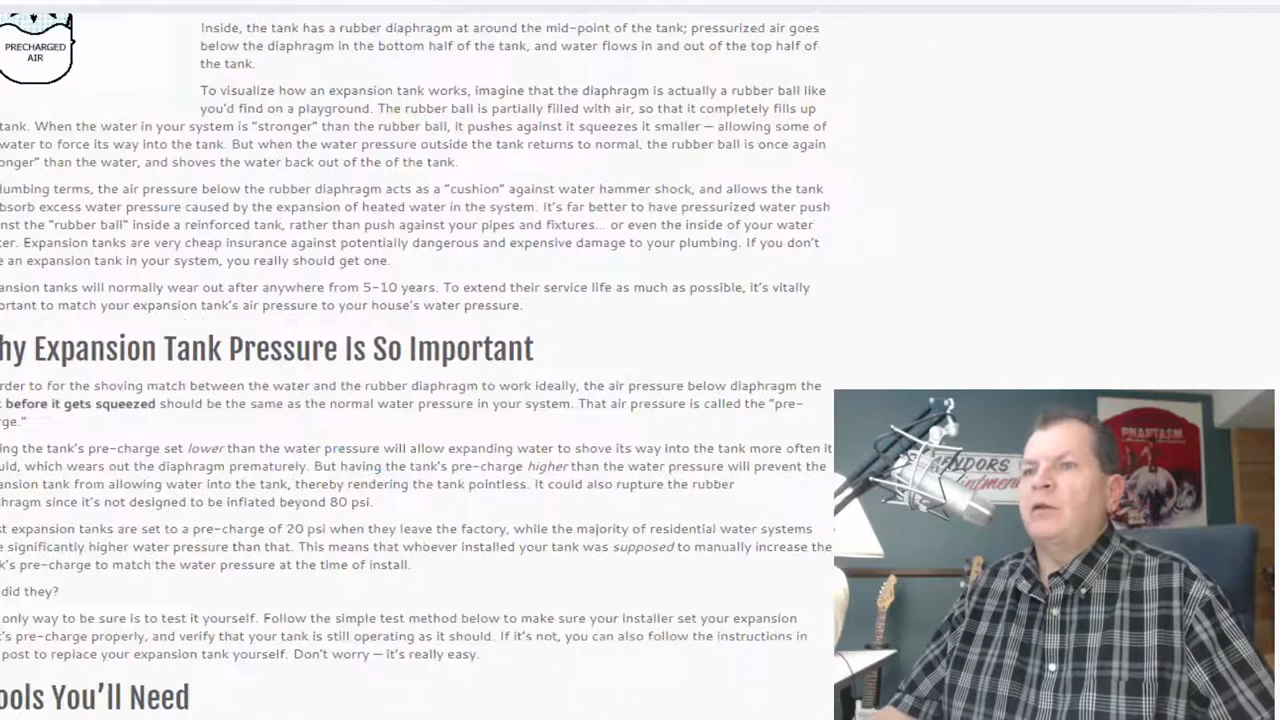 PRECHARGED
AIR
Inside, the tank has a rubber diaphragm at around the mid-point of the tank; pressurized air goes
below the diaphragm in the bottom half of the tank, and water flows in and out of the top half of
the tank.
To visualize how an expansion tank works, imagine that the diaphragm is actually a rubber ball like
you'd find on a playground. The rubber ball is partially filled with air, so that it completely fills up
tank. When the water in your system is "stronger" than the rubber ball, it pushes against it squeezes it smaller – allowing some of
water to force its way into the tank. But when the water pressure outside the tank returns to normal, the rubber ball is once again
onger" than the water, and shoves the water back out of the of the tank.
lumbing terms, the air pressure below the rubber diaphragm acts as a "cushion" against water hammer shock, and allows the tank
bsorb excess water pressure caused by the expansion of heated water in the system. It's far better to have pressurized water push
nst the "rubber ball" inside a reinforced tank, rather than push against your pipes and fixtures... or even the inside of your water
ter. Expansion tanks are very cheap insurance against potentially dangerous and expensive damage to your plumbing. If you don't
e an expansion tank in your system, you really should get one.
ansion tanks will normally wear out after anywhere from 5-10 years. To extend their service life as much as possible, it's vitally
ortant to match your expansion tank's air pressure to your house's water pressure.
hy Expansion Tank Pressure Is So Important
rder to for the shoving match between the water and the rubber diaphragm to work ideally, the air pressure below diaphragm the
before it gets squeezed should be the same as the normal water pressure in your system. That air pressure is called the "pre-
rge."
ing the tank's pre-charge set lower than the water pressure will allow expanding water to shove its way into the tank more often it
uld, which wears out the diaphragm prematurely. But having the tank's pre-charge higher than the water pressure will prevent the
ansion tank from allowing water into the tank, thereby rendering the tank pointless. It could also rupture the rubber
hragm since it's not designed to be inflated beyond 80 psi.
st expansion tanks are set to a pre-charge of 20 psi when they leave the factory, while the majority of residential water systems
e significantly higher water pressure than that. This means that whoever installed your tank was supposed to manually increase the
k's pre-charge to match the water pressure at the time of install.
did they?
only way to be sure is to test it yourself. Follow the simple test method below to make sure your installer set your expansion
k's pre-charge properly, and verify that your tank is still operating as it should. If it's not, you can also follow the instructions in
post to replace your expansion tank yourself. Don't worry – it's really easy.
ools You'll Need
PHANTASM
ENDORS
intment